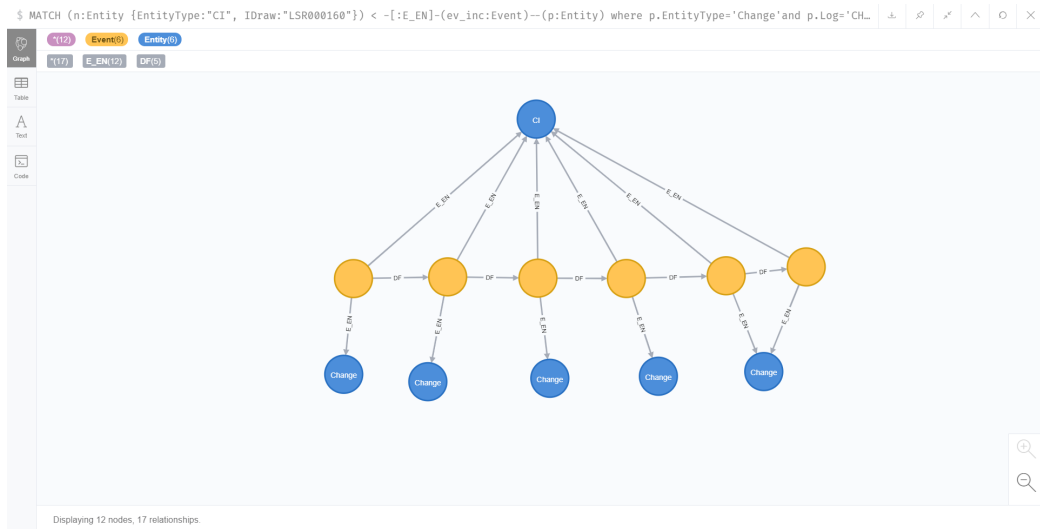 $ MATCH (n:Entity {EntityType:"CI", IDraw:"LSR000160"}) < -[:E_EN]-(ev_inc:Event)--(p:Entity) where p.EntityType='Change'and p.Log='CH…
*(12) Event(6) Entity(6)
*(17) E_EN(12) DF(5)
Graph
Table
Text
Code
CI
E_EN E_EN E_EN E_EN E_EN E_EN
DF DF DF DF DF
E_EN E_EN E_EN E_EN E_EN E_EN
Change Change Change Change Change
Displaying 12 nodes, 17 relationships.